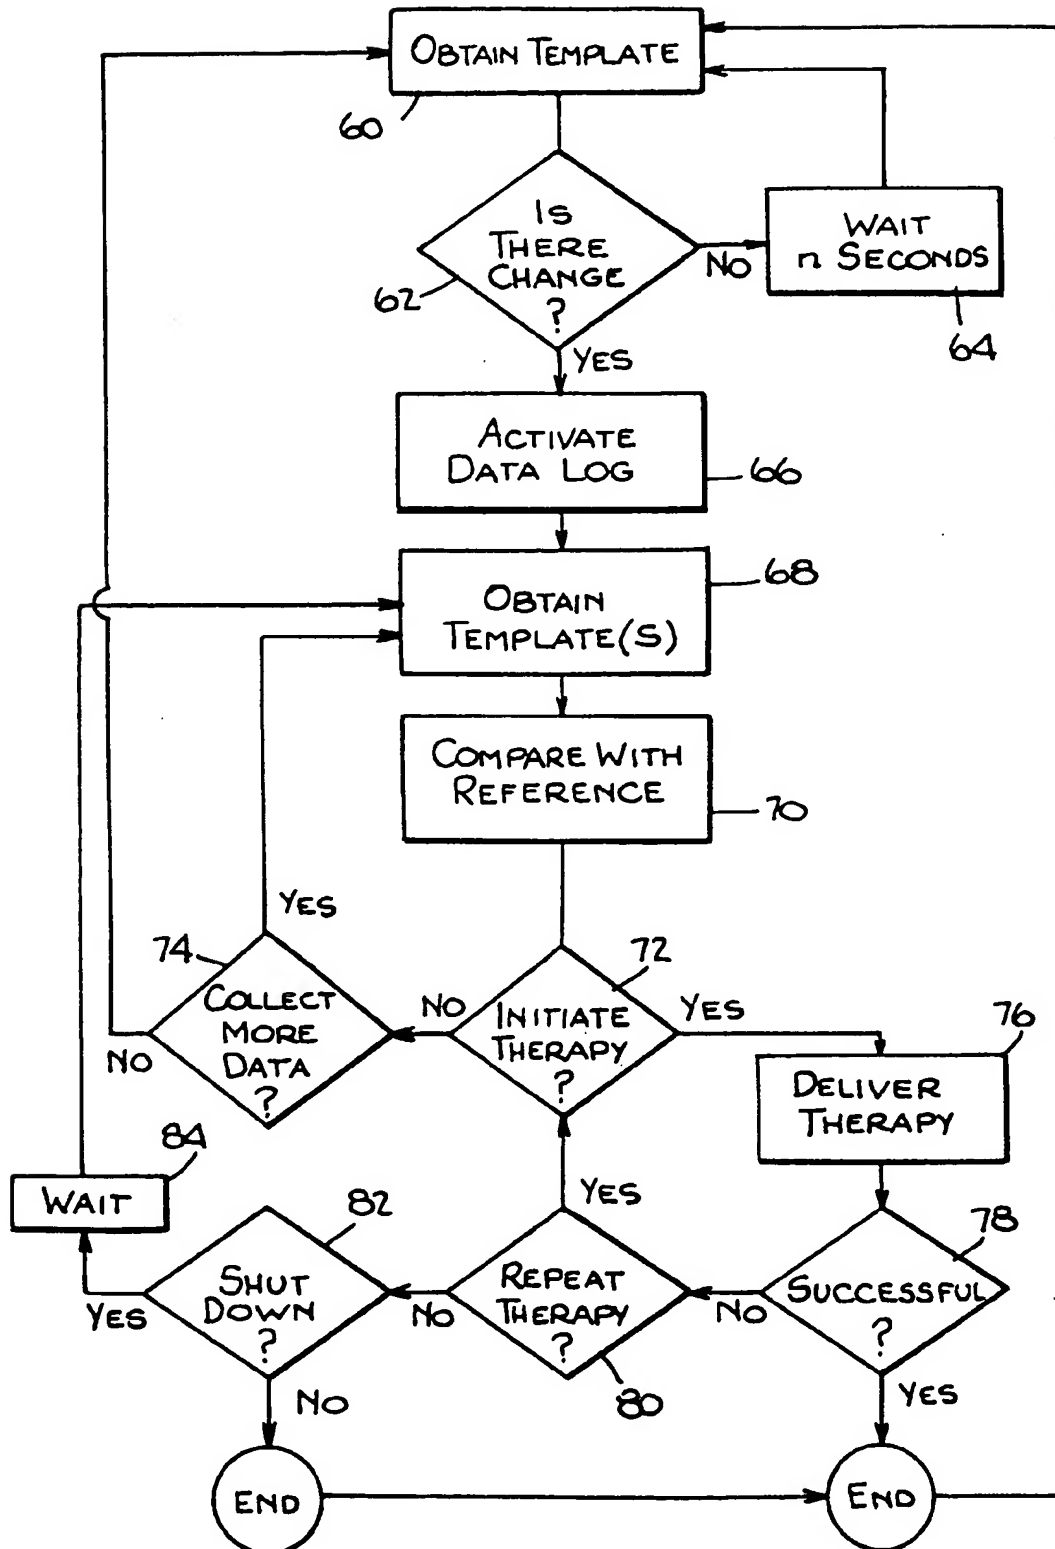 OBTAIN TEMPLATE
60
IS
THERE
CHANGE
?
62
NO
WAIT
n SECONDS
64
YES
ACTIVATE
DATA LOG
66
OBTAIN
TEMPLATE(S)
68
COMPARE WITH
REFERENCE
70
YES
74
COLLECT
MORE
DATA
?
NO
NO
72
INITIATE
THERAPY
?
YES
76
DELIVER
THERAPY
84
WAIT
YES
82
SHUT
DOWN
?
NO
NO
YES
REPEAT
THERAPY
?
80
NO
78
SUCCESSFUL
?
YES
END
END